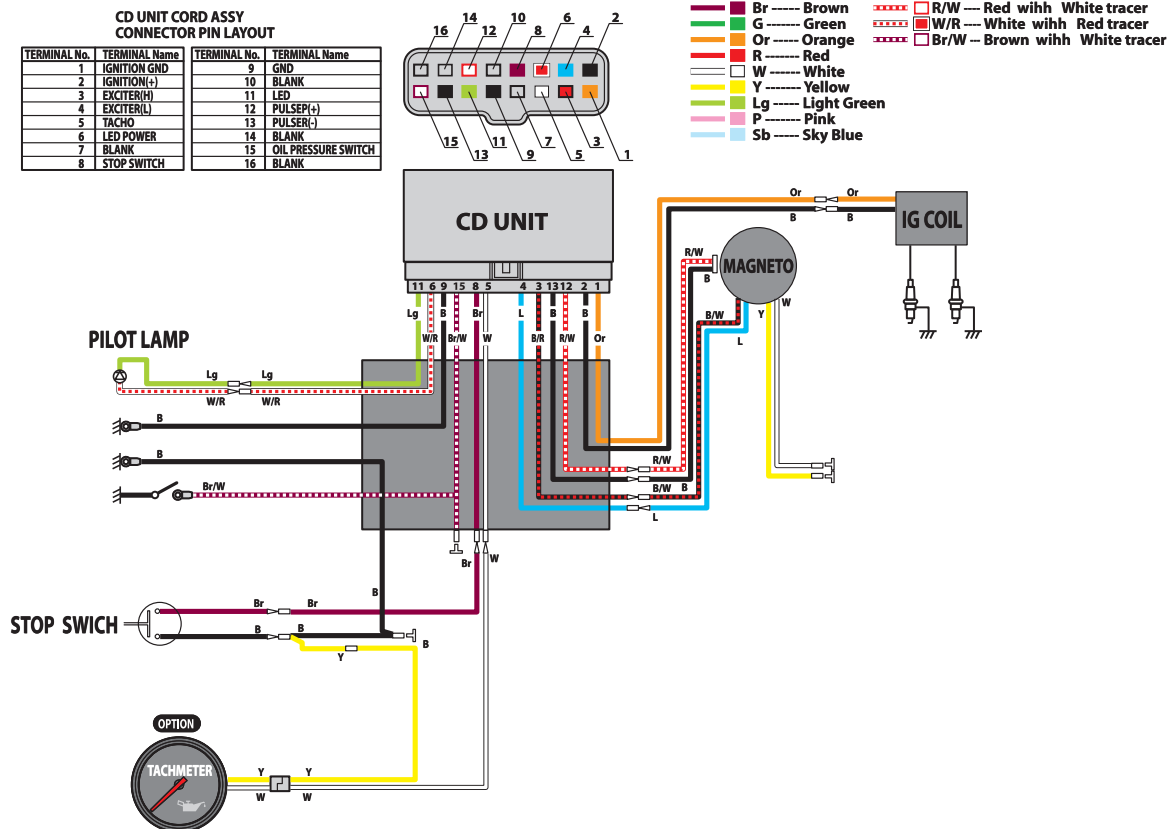 CD UNIT CORD ASSY
CONNECTOR PIN LAYOUT
TERMINAL No. TERMINAL Name TERMINAL No. TERMINAL Name
1 IGNITION GND 9 GND
2 IGNITION(+) 10 BLANK
3 EXCITER(H) 11 LED
4 EXCITER(L) 12 PULSEP(+)
5 TACHO 13 PULSER(-)
6 LED POWER 14 BLANK
7 BLANK 15 OIL PRESSURE SWITCH
8 STOP SWITCH 16 BLANK
16 14 12 10 8 6 4 2
15 13 11 9 7 5 3 1
Br ------ Brown
G ------ Green
Or ------ Orange
R ------ Red
W ------ White
Y ------- Yellow
Lg ------ Light Green
P ------- Pink
Sb ----- Sky Blue
R/W ---- Red wihh White tracer
W/R ---- White wihh Red tracer
Br/W --- Brown wihh White tracer
CD UNIT
11 6 9 15 8 5 4 3 13 12 2 1
Lg W/R B Br/W Br W L B/R B R/W B Or
Or Or
B B
IG COIL
MAGNETO
R/W
B
B/W
L
Y
W
PILOT LAMP
Lg Lg
W/R W/R
B
B
Br/W
R/W
B/W B
L
Br W
B
STOP SWICH
Br Br
B B
B
Y
OPTION
TACHMETER
Y Y
W W